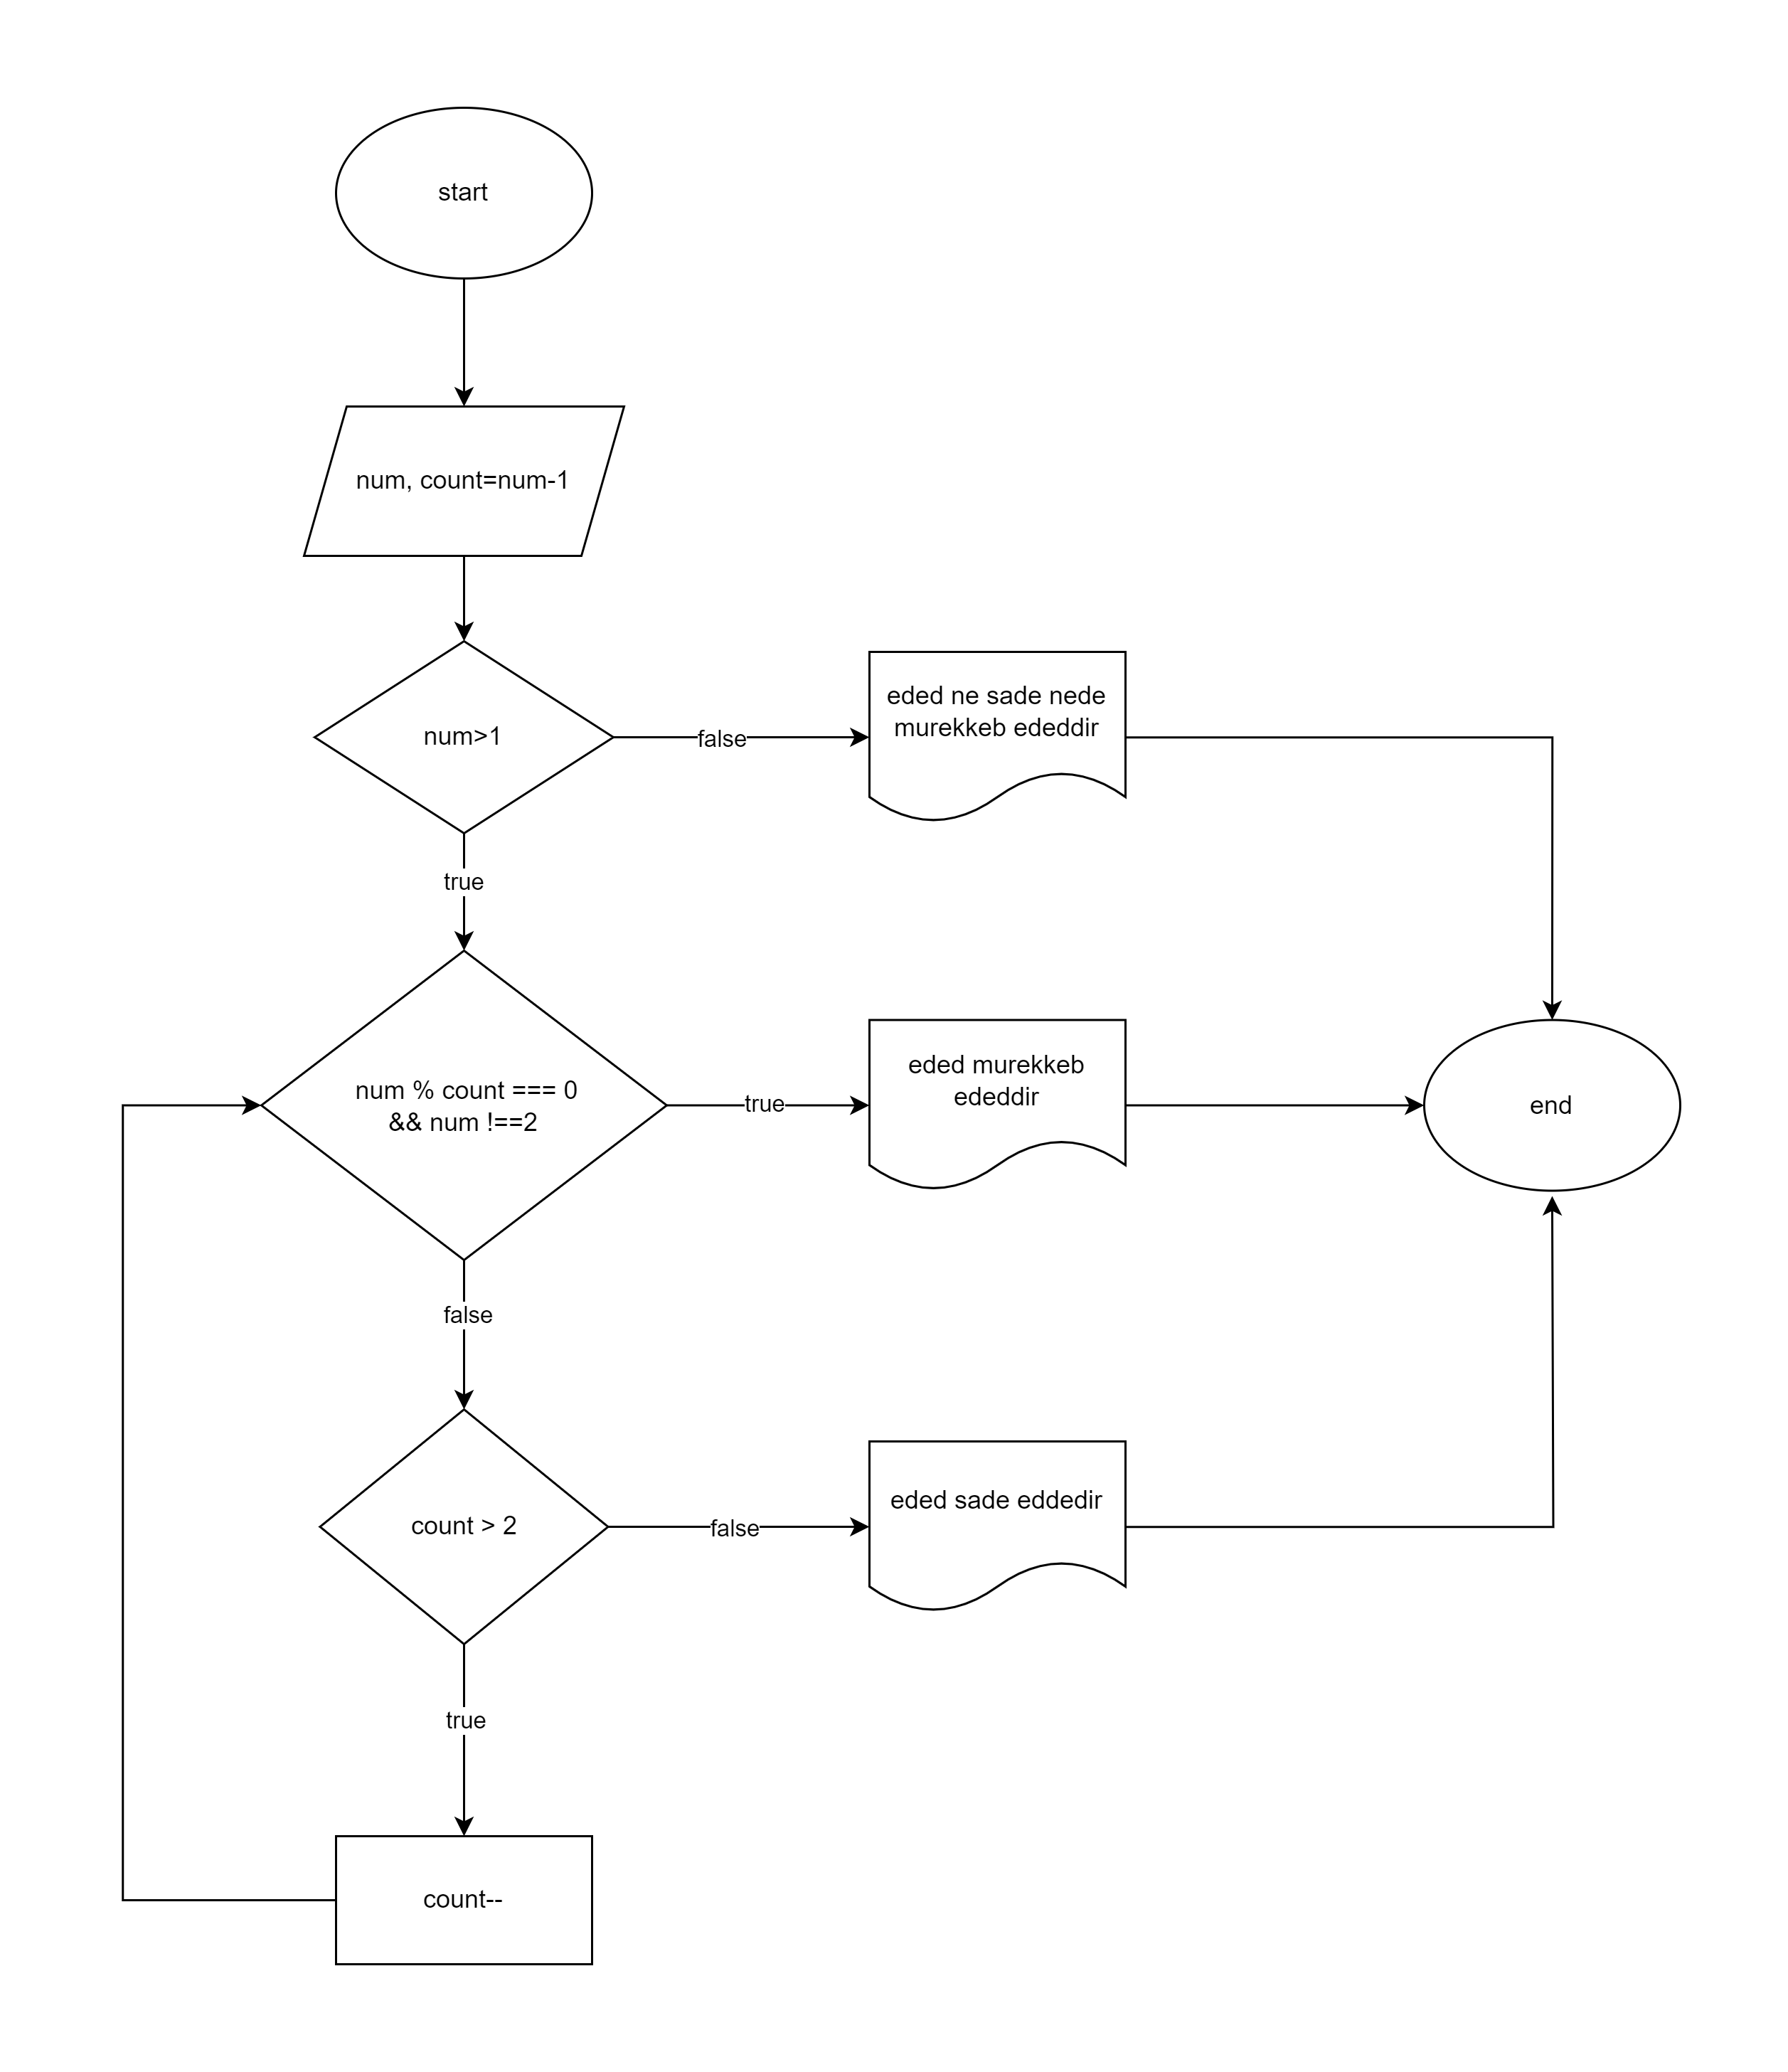 start
num, count=num-1
num>1
false
eded ne sade nede
murekkeb ededdir
true
num % count === 0
&& num !==2
true
eded murekkeb
ededdir
end
false
count > 2
false
eded sade eddedir
true
count--